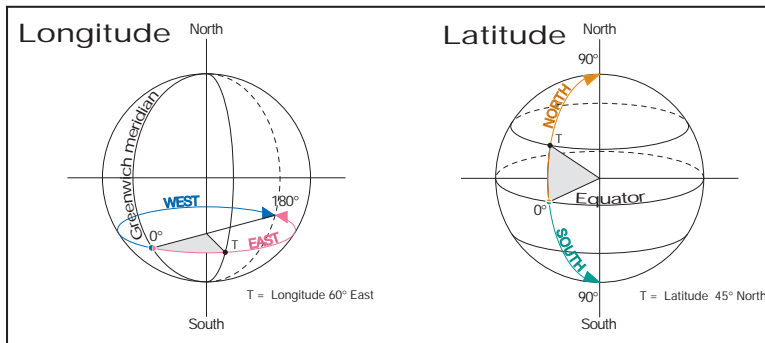 Longitude
North
Greenwich meridian
WEST
180°
0°
EAST
T
T = Longitude 60° East
South
Latitude
North
90°
NORTH
T
Equator
0°
SOUTH
90°
T = Latitude 45° North
South